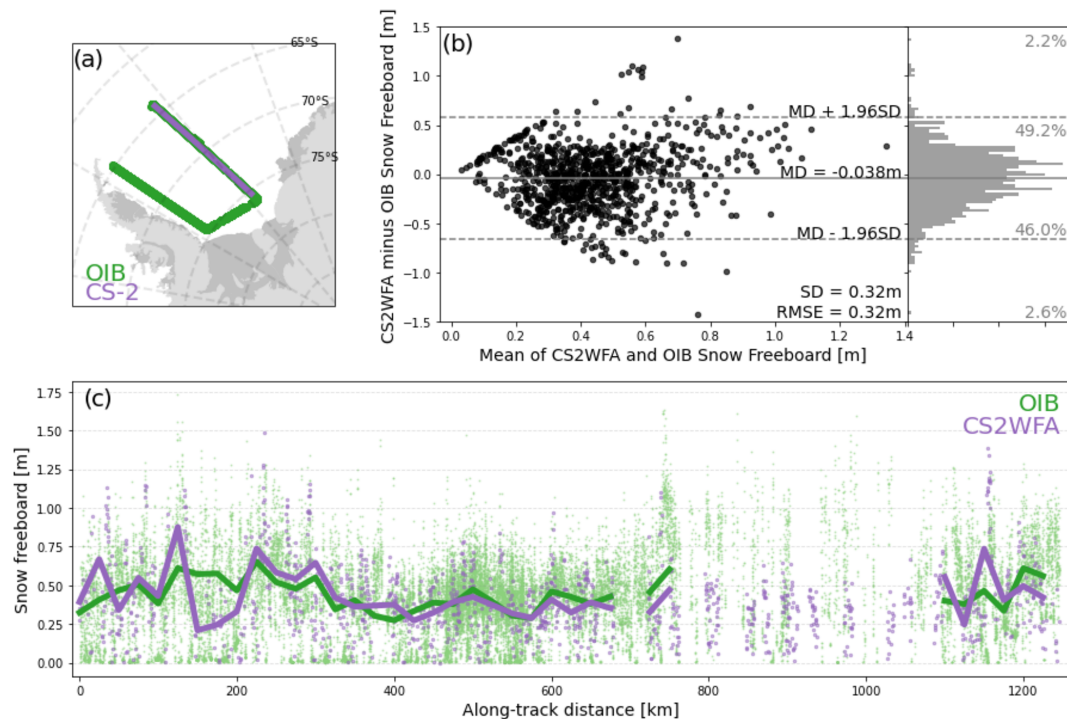 (a)
65°S
70°S
75°S
OIB
CS-2
(b)
CS2WFA minus OIB Snow Freeboard [m]
1.5
1.0
0.5
0.0
−0.5
−1.0
−1.5
MD + 1.96SD
MD = -0.038m
MD - 1.96SD
SD = 0.32m
RMSE = 0.32m
2.2%
49.2%
46.0%
2.6%
0.0 0.2 0.4 0.6 0.8 1.0 1.2 1.4
Mean of CS2WFA and OIB Snow Freeboard [m]
(c)
OIB
CS2WFA
Snow freeboard [m]
1.75
1.50
1.25
1.00
0.75
0.50
0.25
0.00
0 200 400 600 800 1000 1200
Along-track distance [km]